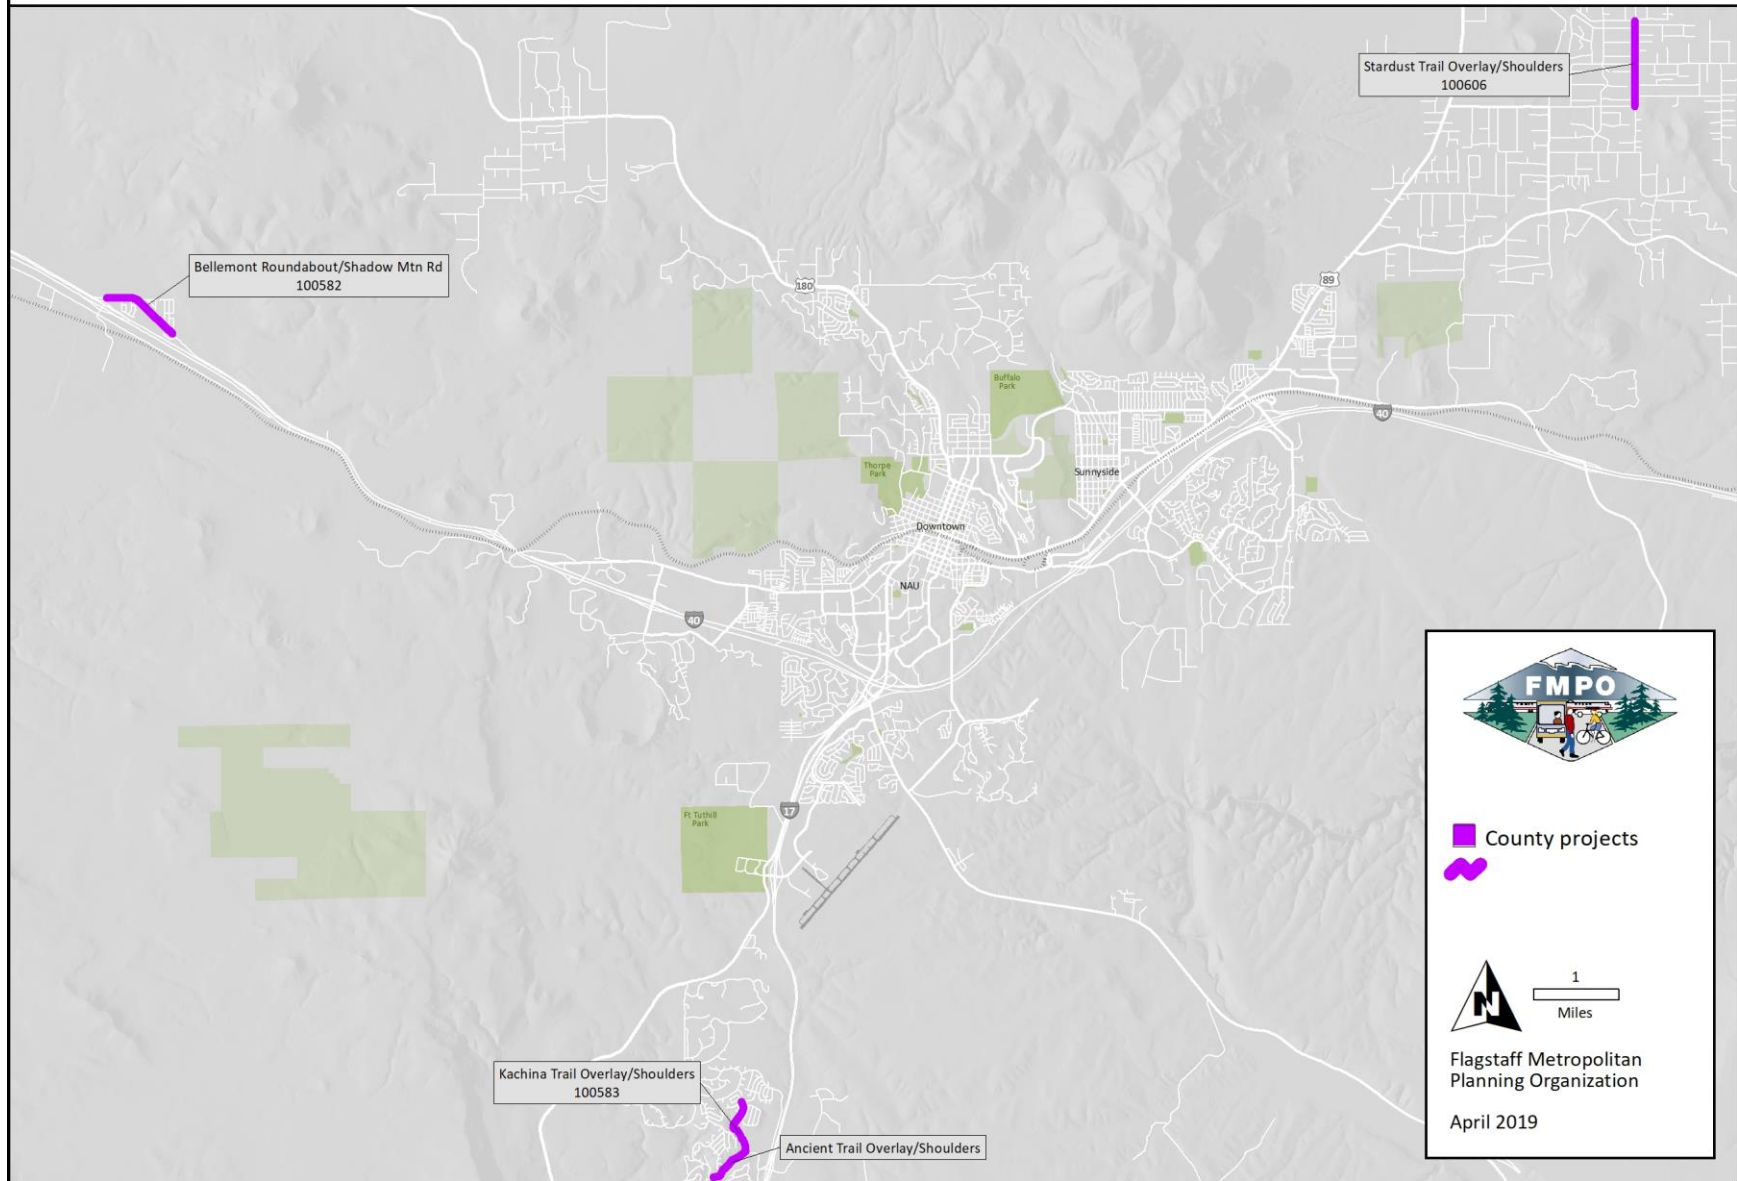 Stardust Trail Overlay/Shoulders
100606
Bellemont Roundabout/Shadow Mtn Rd
100582
180
89
Buffalo
Park
40
Thorpe
Park
Sunnyside
Downtown
NAU
40
17
Ft Tuthill
Park
Kachina Trail Overlay/Shoulders
100583
Ancient Trail Overlay/Shoulders
FMPO
County projects
N
1
Miles
Flagstaff Metropolitan
Planning Organization
April 2019